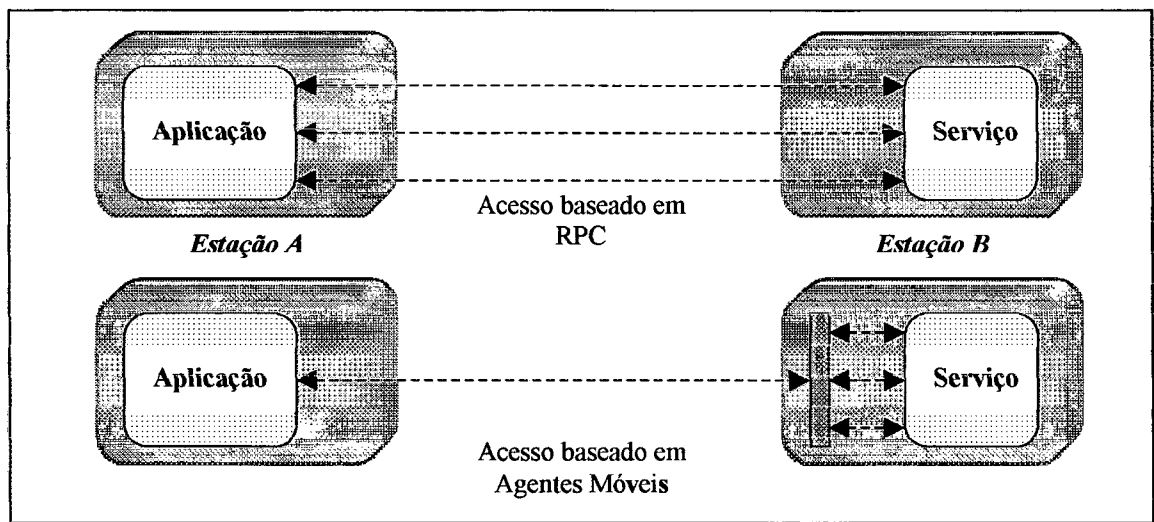 Aplicação
Serviço
Acesso baseado em
RPC
Estação A
Estação B
Aplicação
Serviço
Acesso baseado em
Agentes Móveis